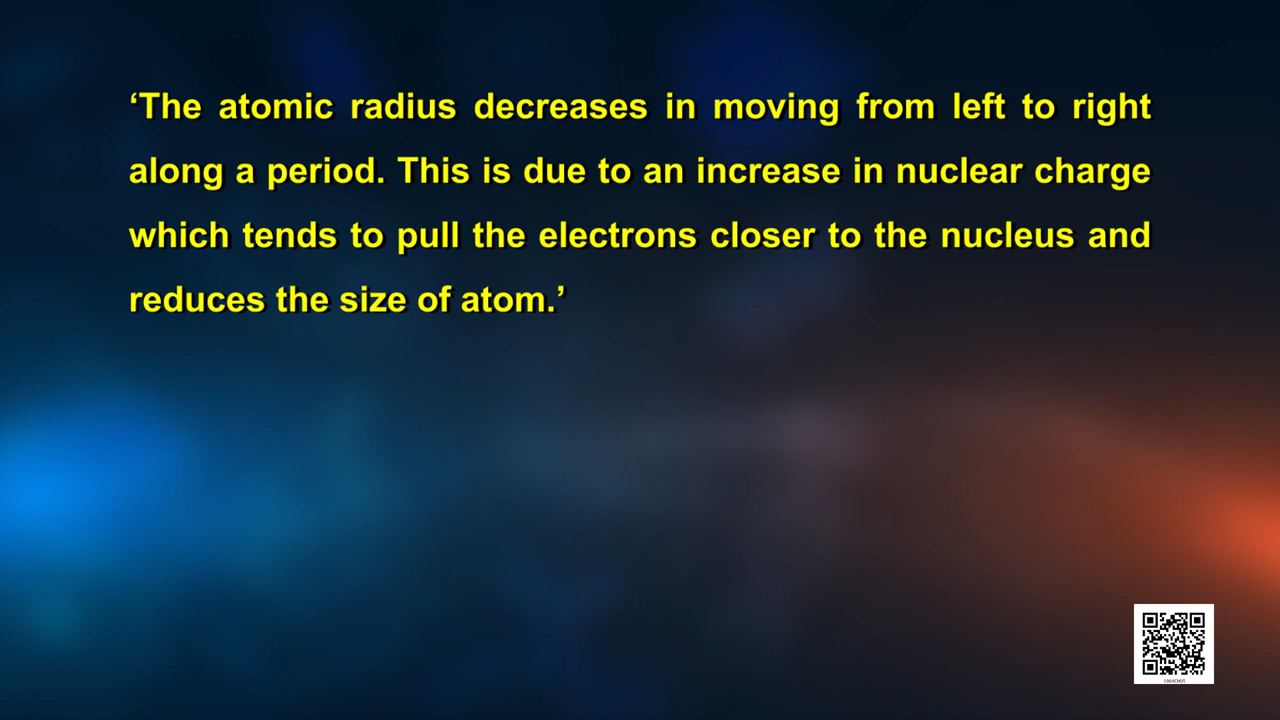 ‘The atomic radius decreases in moving from left to right
along a period. This is due to an increase in nuclear charge
which tends to pull the electrons closer to the nucleus and
reduces the size of atom.’
1064CH05